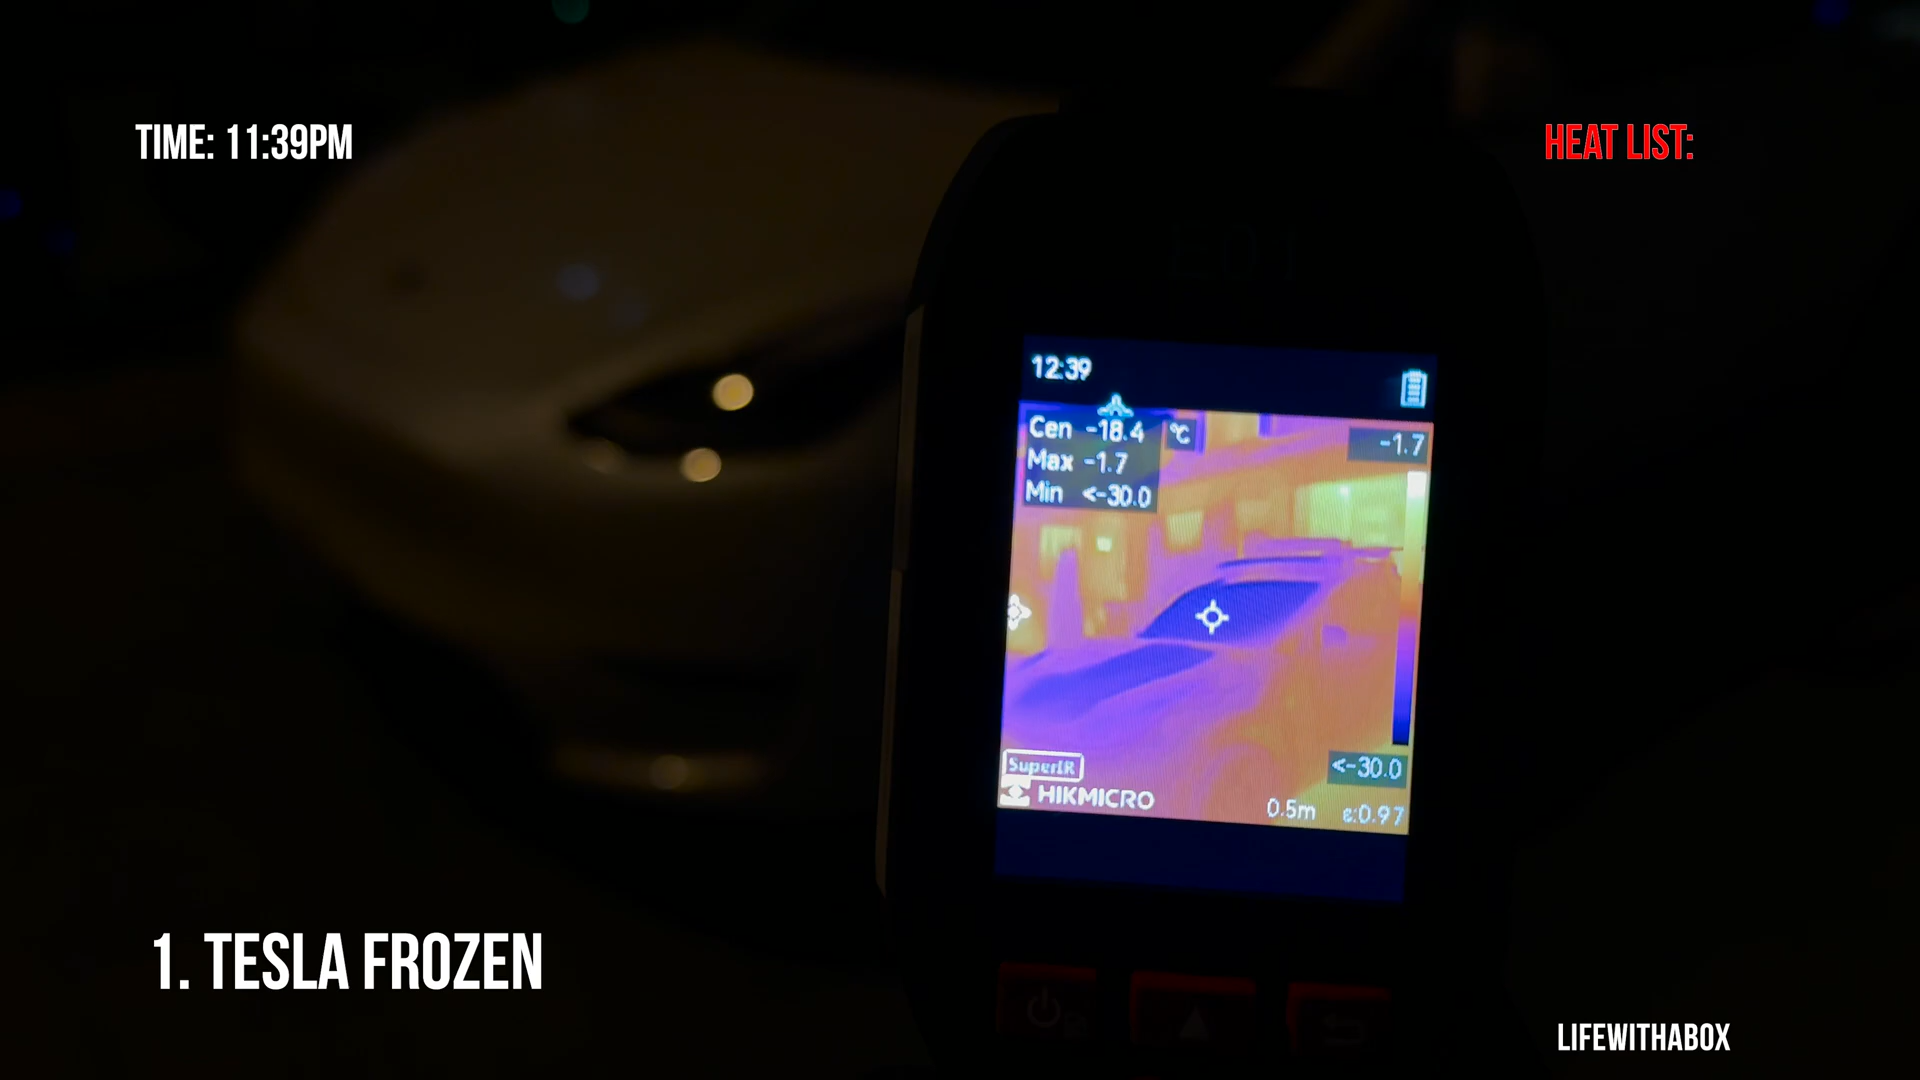 TIME: 11:39PM
HEAT LIST:
12:39
Cen -18.4 °C
Max -1.7
Min <-30.0
-1.7
<-30.0
SuperIR
HIKMICRO
0.5m ε:0.97
1. TESLA FROZEN
LIFEWITHABOX